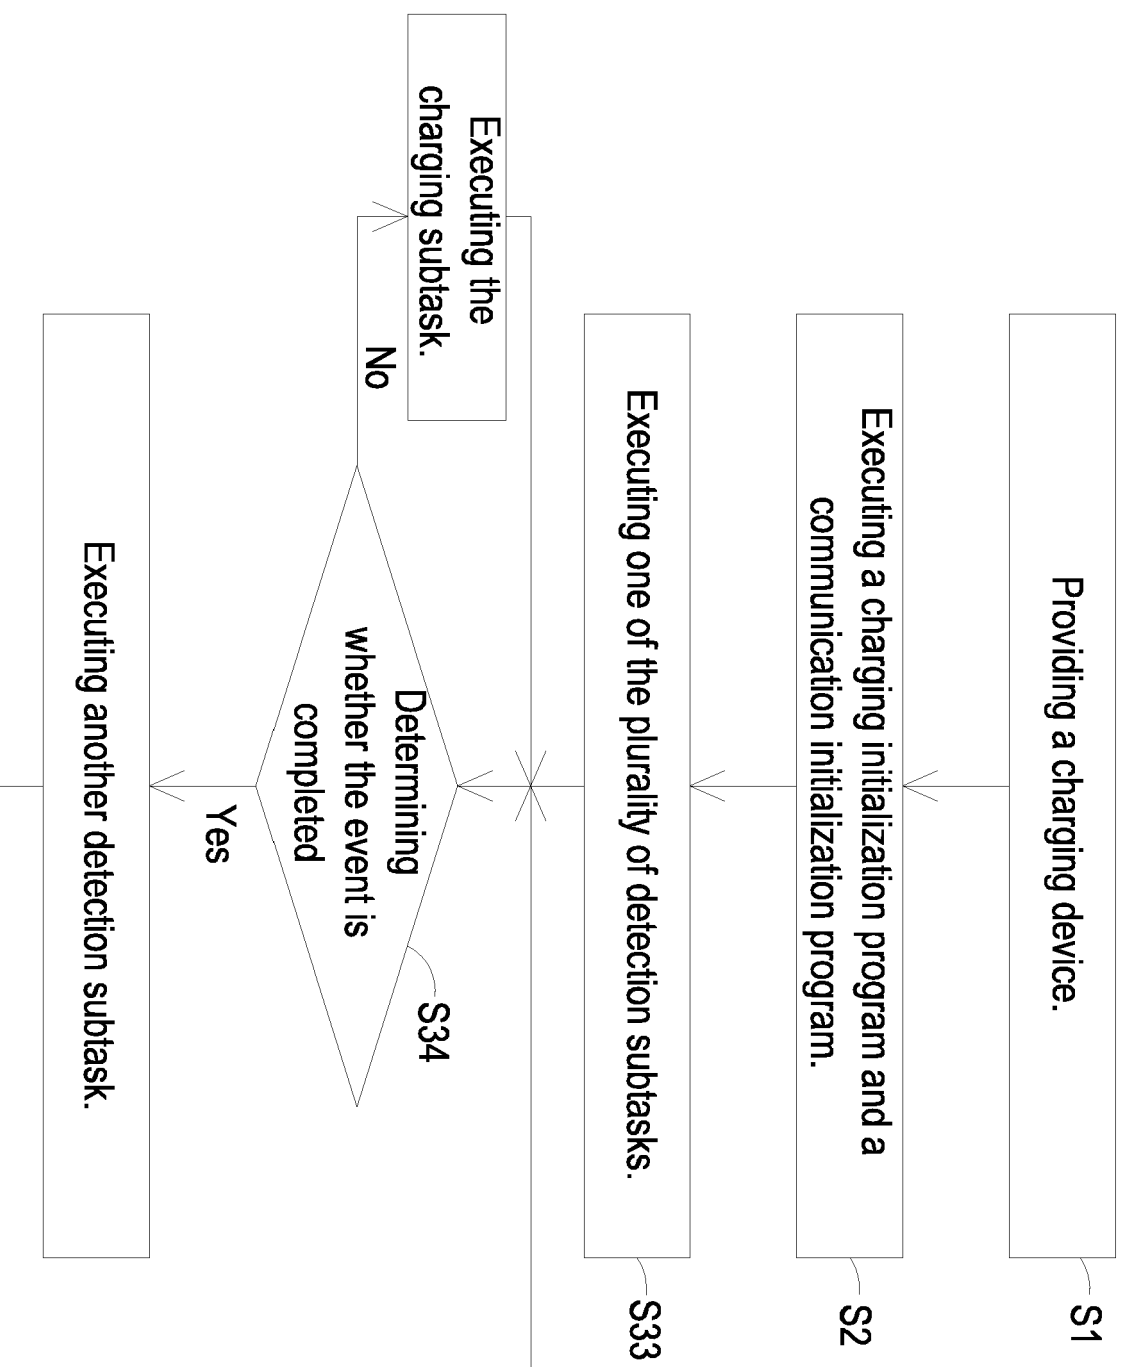 Providing a charging device.
S1
Executing a charging initialization program and a
communication initialization program.
S2
Executing one of the plurality of detection subtasks.
S33
Executing the
charging subtask.
No
Determining
whether the event is
completed
S34
Yes
Executing another detection subtask.